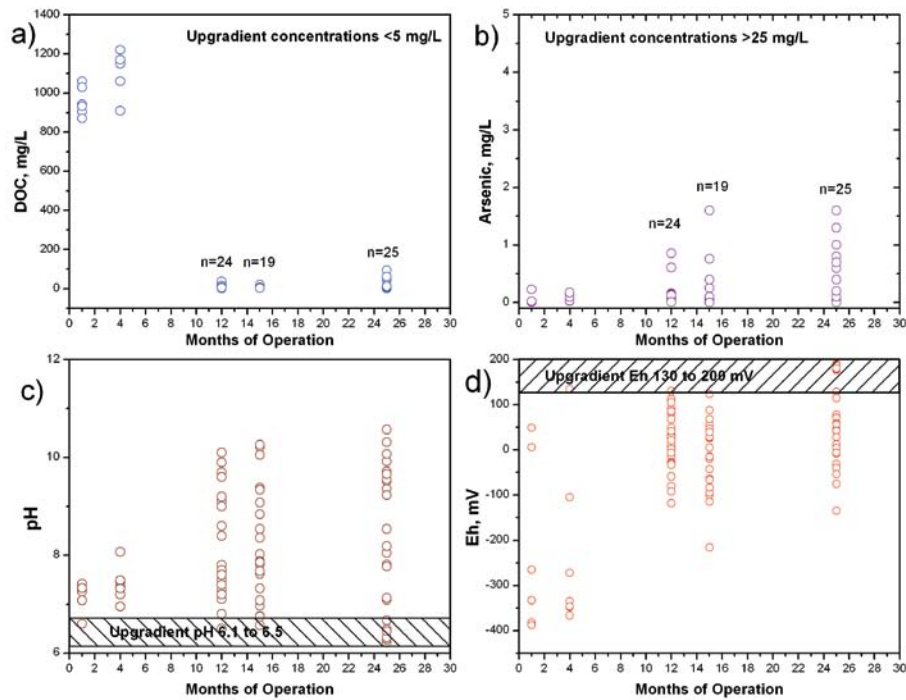 a)
Upgradient concentrations <5 mg/L
1400
1200
1000
800
600
400
200
0
DOC, mg/L
n=24 n=19
n=25
0 2 4 6 8 10 12 14 16 18 20 22 24 26 28 30
Months of Operation
b)
Upgradient concentrations >25 mg/L
5
4
3
2
1
0
Arsenic, mg/L
n=24
n=19
n=25
0 2 4 6 8 10 12 14 16 18 20 22 24 26 28 30
Months of Operation
c)
12
10
8
6
pH
Upgradient pH 6.1 to 6.5
0 2 4 6 8 10 12 14 16 18 20 22 24 26 28 30
Months of Operation
d)
Upgradient Eh 130 to 200 mV
200
100
0
-100
-200
-300
-400
Eh, mV
0 2 4 6 8 10 12 14 16 18 20 22 24 26 28 30
Months of Operation